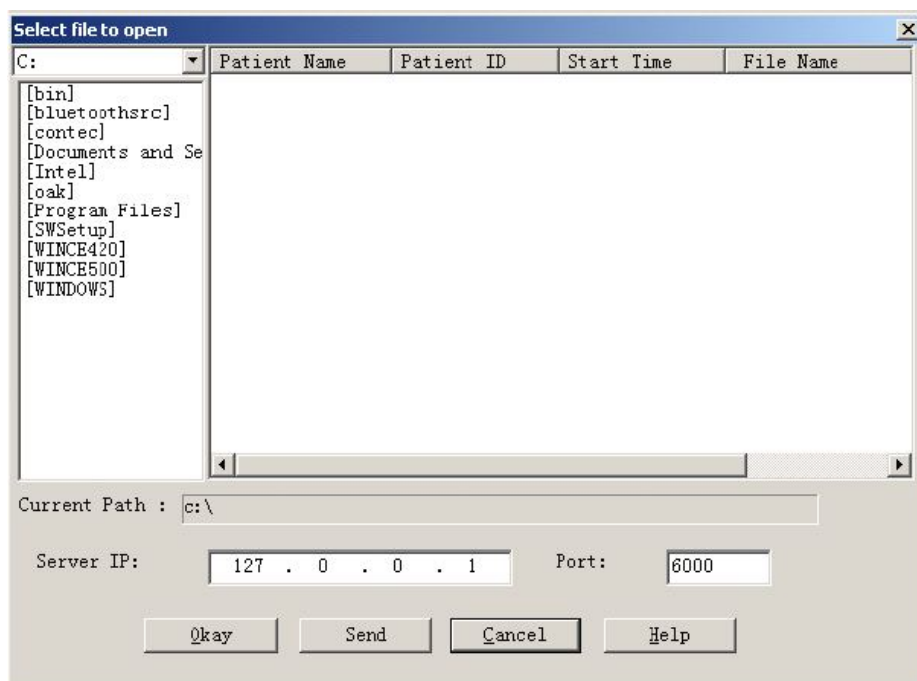 Select file to open
C:
Patient Name Patient ID Start Time File Name
[bin]
[bluetoothsrc]
[contec]
[Documents and Se
[Intel]
[oak]
[Program Files]
[SWSetup]
[WINCE420]
[WINCE500]
[WINDOWS]
Current Path : c:\
Server IP: 127 . 0 . 0 . 1 Port: 6000
Okay Send Cancel Help